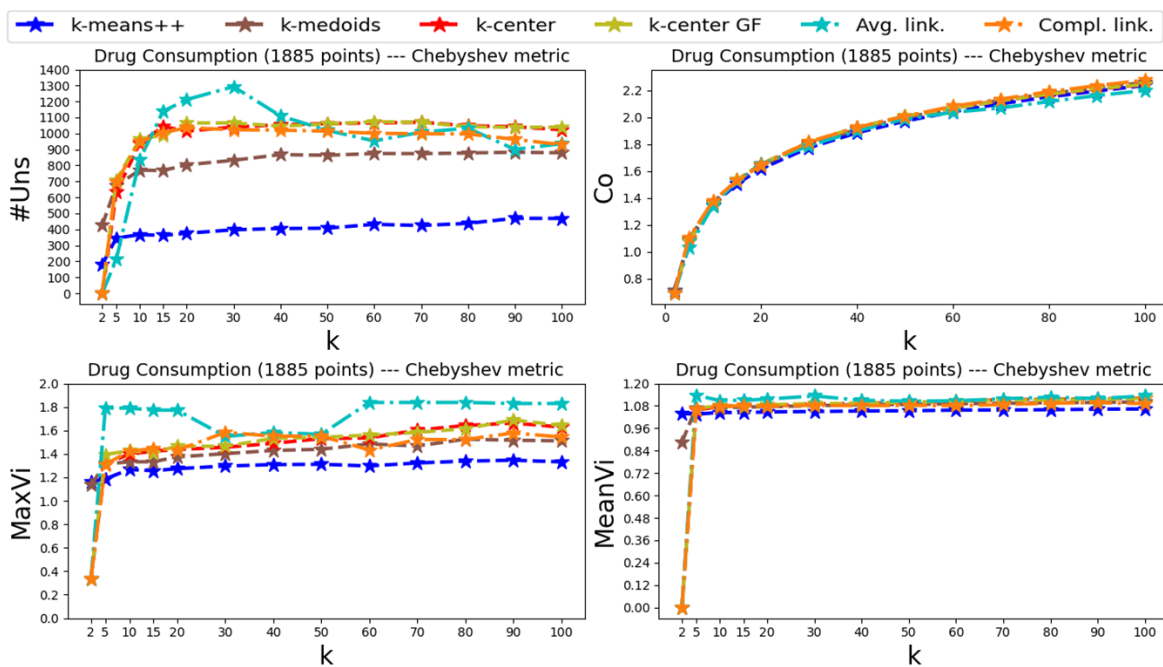 k-means++ k-medoids k-center k-center GF Avg. link. Compl. link.
Drug Consumption (1885 points) --- Chebyshev metric
#Uns
1400
1300
1200
1100
1000
900
800
700
600
500
400
300
200
100
0
2 5 10 15 20 30 40 50 60 70 80 90 100
k
Drug Consumption (1885 points) --- Chebyshev metric
Co
2.2
2.0
1.8
1.6
1.4
1.2
1.0
0.8
0 20 40 60 80 100
k
Drug Consumption (1885 points) --- Chebyshev metric
MaxVi
2.0
1.8
1.6
1.4
1.2
1.0
0.8
0.6
0.4
0.2
0.0
2 5 10 15 20 30 40 50 60 70 80 90 100
k
Drug Consumption (1885 points) --- Chebyshev metric
MeanVi
1.20
1.08
0.96
0.84
0.72
0.60
0.48
0.36
0.24
0.12
0.00
2 5 10 15 20 30 40 50 60 70 80 90 100
k